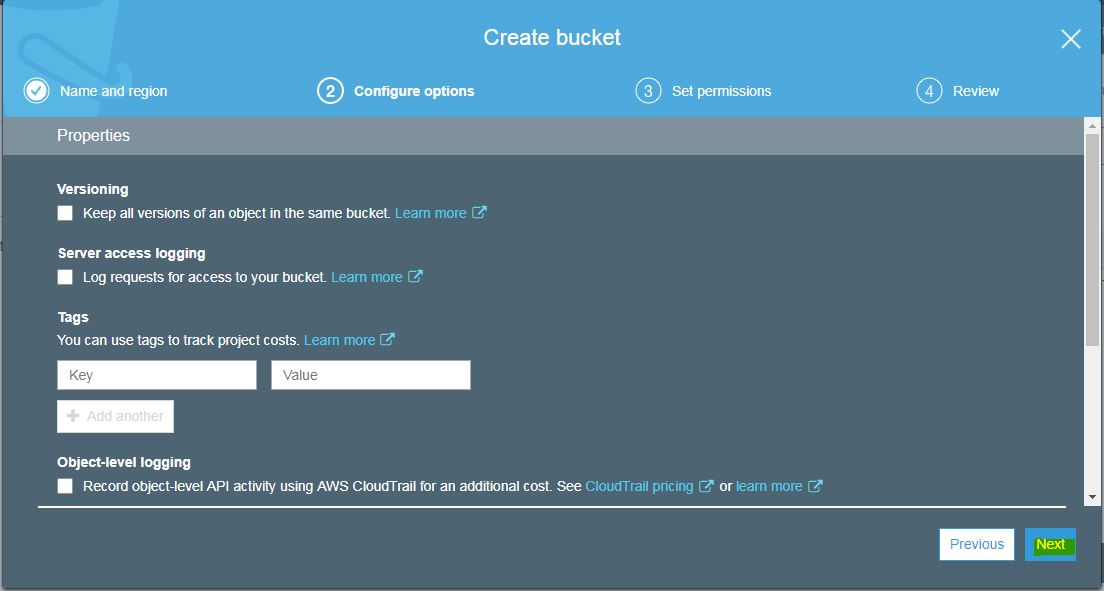 Create bucket
Name and region
2 Configure options
3 Set permissions
4 Review
Properties
Versioning
Keep all versions of an object in the same bucket. Learn more
Server access logging
Log requests for access to your bucket. Learn more
Tags
You can use tags to track project costs. Learn more
Key
Value
+ Add another
Object-level logging
Record object-level API activity using AWS CloudTrail for an additional cost. See CloudTrail pricing or learn more
Previous
Next